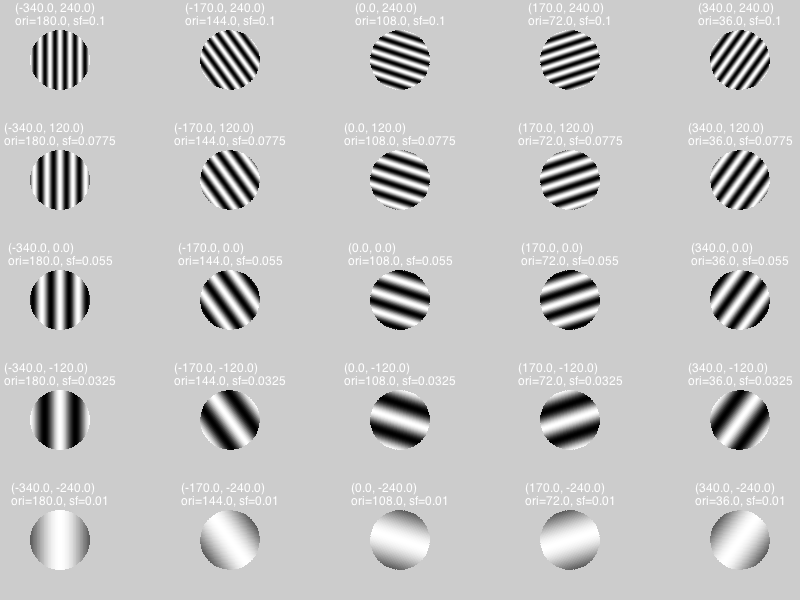 (-340.0, 240.0)
ori=180.0, sf=0.1
(-170.0, 240.0)
ori=144.0, sf=0.1
(0.0, 240.0)
ori=108.0, sf=0.1
(170.0, 240.0)
ori=72.0, sf=0.1
(340.0, 240.0)
ori=36.0, sf=0.1
(-340.0, 120.0)
ori=180.0, sf=0.0775
(-170.0, 120.0)
ori=144.0, sf=0.0775
(0.0, 120.0)
ori=108.0, sf=0.0775
(170.0, 120.0)
ori=72.0, sf=0.0775
(340.0, 120.0)
ori=36.0, sf=0.0775
(-340.0, 0.0)
ori=180.0, sf=0.055
(-170.0, 0.0)
ori=144.0, sf=0.055
(0.0, 0.0)
ori=108.0, sf=0.055
(170.0, 0.0)
ori=72.0, sf=0.055
(340.0, 0.0)
ori=36.0, sf=0.055
(-340.0, -120.0)
ori=180.0, sf=0.0325
(-170.0, -120.0)
ori=144.0, sf=0.0325
(0.0, -120.0)
ori=108.0, sf=0.0325
(170.0, -120.0)
ori=72.0, sf=0.0325
(340.0, -120.0)
ori=36.0, sf=0.0325
(-340.0, -240.0)
ori=180.0, sf=0.01
(-170.0, -240.0)
ori=144.0, sf=0.01
(0.0, -240.0)
ori=108.0, sf=0.01
(170.0, -240.0)
ori=72.0, sf=0.01
(340.0, -240.0)
ori=36.0, sf=0.01